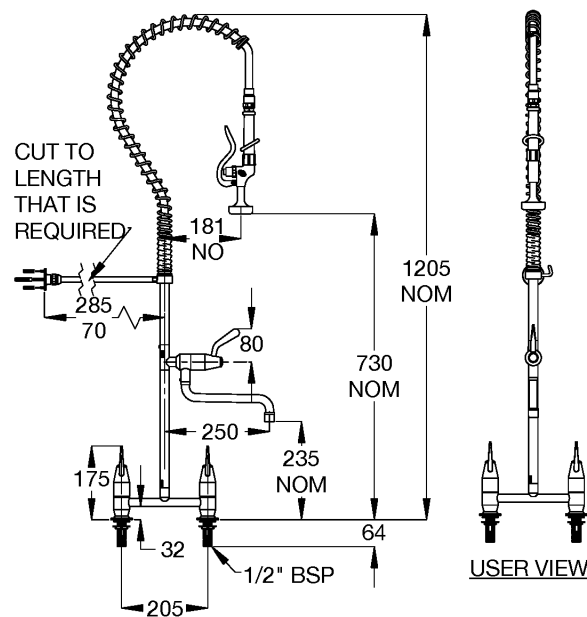 CUT TO
LENGTH
THAT IS
REQUIRED
181
NO
1205
NOM
285
70
80
730
NOM
250
235
NOM
175
64
32
1/2" BSP
205
USER VIEW